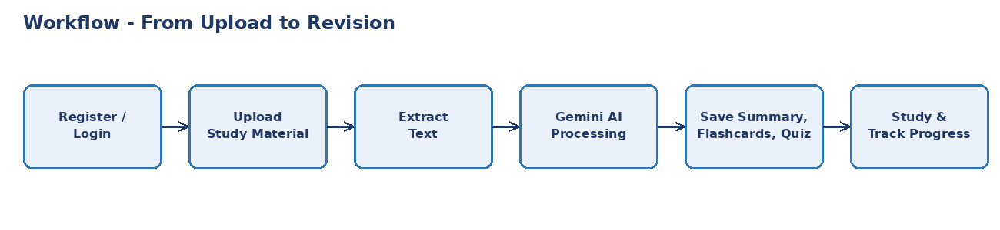 Workflow - From Upload to Revision
Register /
Login
Upload
Study Material
Extract
Text
Gemini AI
Processing
Save Summary,
Flashcards, Quiz
Study &
Track Progress